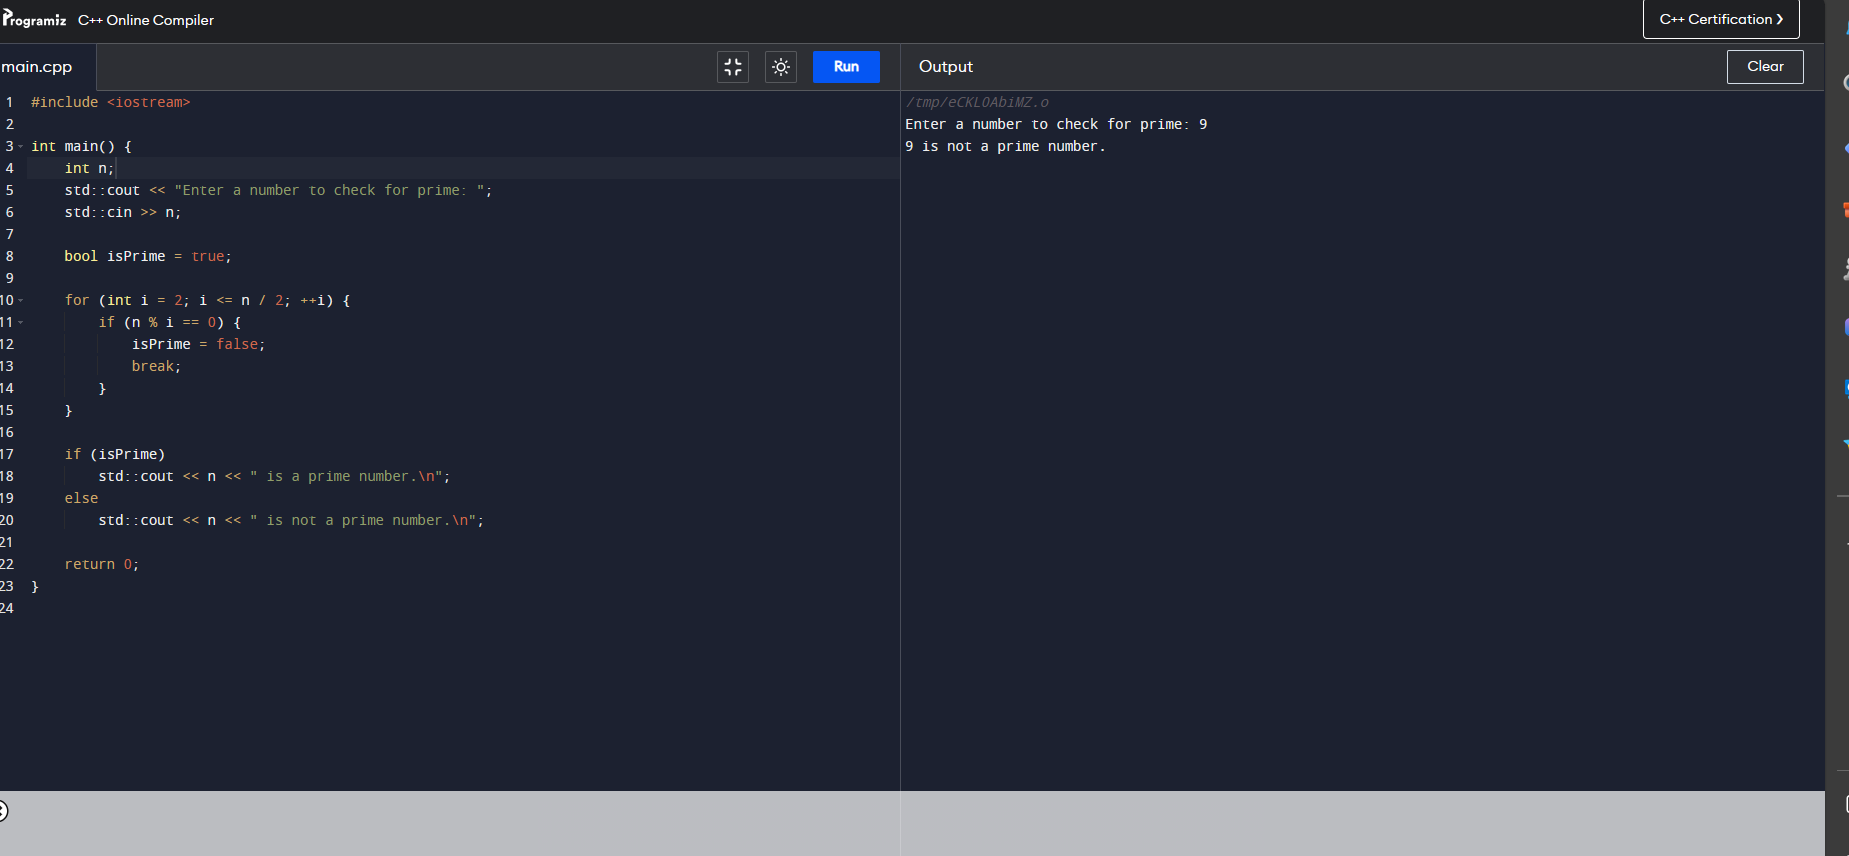 Programiz C++ Online Compiler
C++ Certification ❯
main.cpp
Run
Output
Clear
1 #include <iostream>
2
3 int main() {
4     int n;
5     std::cout << "Enter a number to check for prime: ";
6     std::cin >> n;
7
8     bool isPrime = true;
9
10     for (int i = 2; i <= n / 2; ++i) {
11         if (n % i == 0) {
12             isPrime = false;
13             break;
14         }
15     }
16
17     if (isPrime)
18         std::cout << n << " is a prime number.\n";
19     else
20         std::cout << n << " is not a prime number.\n";
21
22     return 0;
23 }
24
/tmp/eCKLOAbiMZ.o
Enter a number to check for prime: 9
9 is not a prime number.